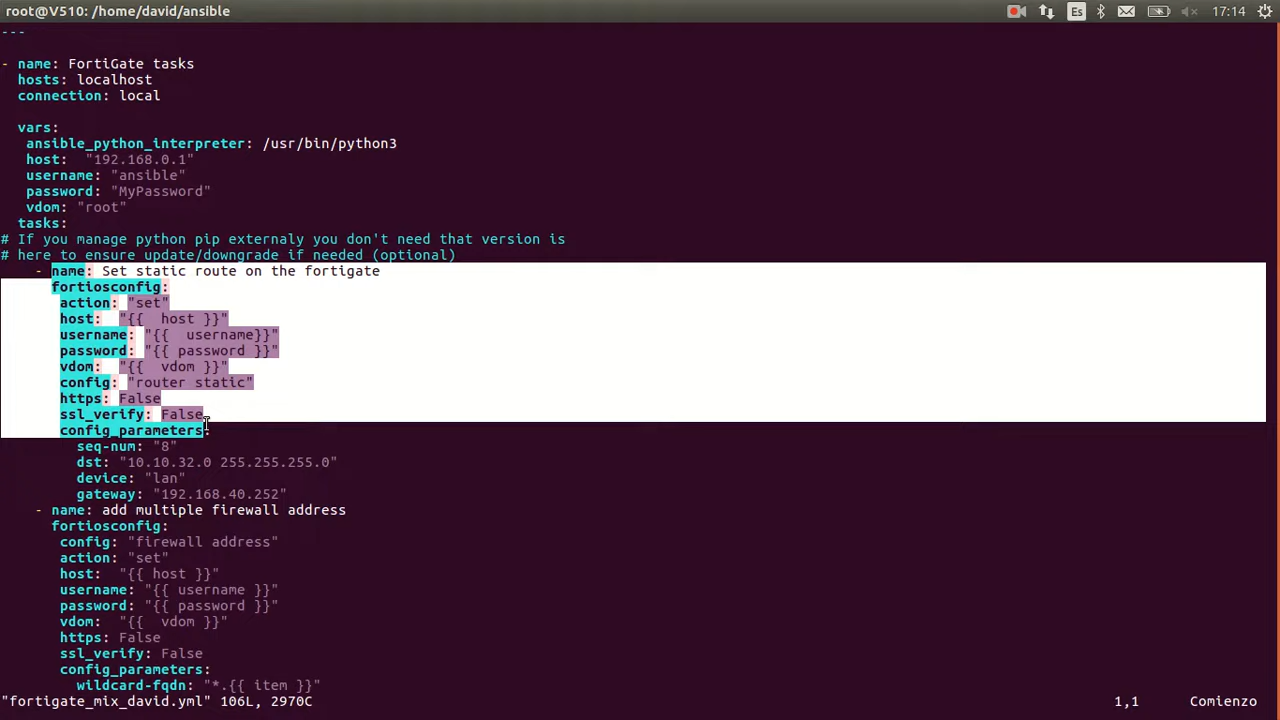 root@V510: /home/david/ansible
Es
17:14
---
- name: FortiGate tasks
hosts: localhost
connection: local
vars:
ansible_python_interpreter: /usr/bin/python3
host:  "192.168.0.1"
username: "ansible"
password: "MyPassword"
vdom: "root"
tasks:
# If you manage python pip externaly you don't need that version is
# here to ensure update/downgrade if needed (optional)
- name: Set static route on the fortigate
fortiosconfig:
action: "set"
host:  "{{  host }}"
username: "{{  username}}"
password: "{{ password }}"
vdom:  "{{  vdom }}"
config: "router static"
https: False
ssl_verify: False
config_parameters:
seq-num: "8"
dst: "10.10.32.0 255.255.255.0"
device: "lan"
gateway: "192.168.40.252"
- name: add multiple firewall address
fortiosconfig:
config: "firewall address"
action: "set"
host:  "{{ host }}"
username: "{{ username }}"
password: "{{ password }}"
vdom:  "{{  vdom }}"
https: False
ssl_verify: False
config_parameters:
wildcard-fqdn: "*.{{ item }}"
"fortigate_mix_david.yml" 106L, 2970C
1,1
Comienzo